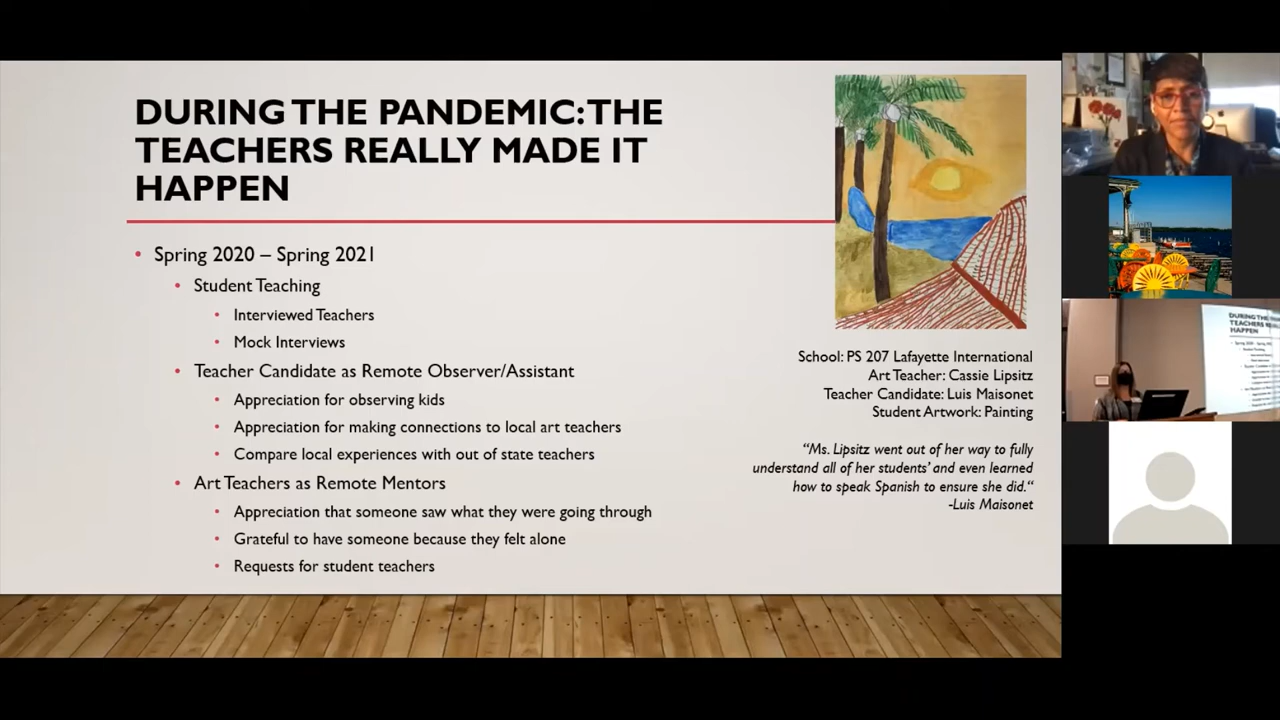 DURING THE PANDEMIC: THE
TEACHERS REALLY MADE IT
HAPPEN
• Spring 2020 – Spring 2021
• Student Teaching
• Interviewed Teachers
• Mock Interviews
• Teacher Candidate as Remote Observer/Assistant
• Appreciation for observing kids
• Appreciation for making connections to local art teachers
• Compare local experiences with out of state teachers
• Art Teachers as Remote Mentors
• Appreciation that someone saw what they were going through
• Grateful to have someone because they felt alone
• Requests for student teachers
School: PS 207 Lafayette International
Art Teacher: Cassie Lipsitz
Teacher Candidate: Luis Maisonet
Student Artwork: Painting
“Ms. Lipsitz went out of her way to fully
understand all of her students’ and even learned
how to speak Spanish to ensure she did.“
-Luis Maisonet
DURING THE
TEACHERS
HAPPEN